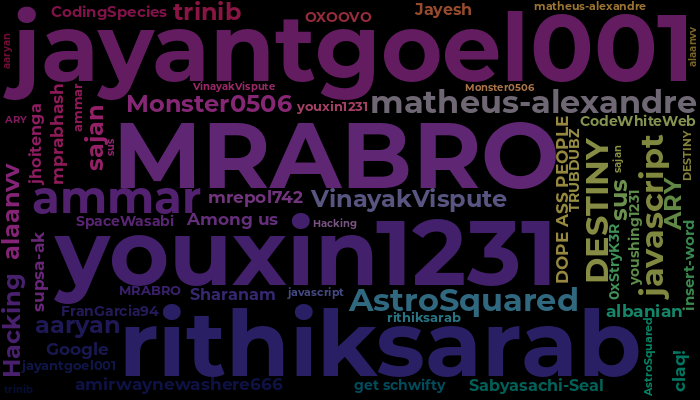 CodingSpecies
trinib
OXOOVO
Jayesh
matheus-alexandre
aaryan
jayantgoel001
alaanvv
VinayakVispute
Monster0506
ARY
jhoitenga
mprabhash
ammar
sajan
sus
Monster0506
youxin1231
matheus-alexandre
MRABRO
CodeWhiteWeb
DOPE ASS PEOPLE
TRUBDUBZ
DESTINY
sajan
sus
javascript
ARY
DESTINY
alaanvv
ammar
mrepol742
VinayakVispute
SpaceWasabi
Among us
Hacking
supsa-ak
youxin1231
0xStryK3R
youshing1231
insert-word
Hacking
MRABRO
Sharanam
javascript
AstroSquared
FranGarcia94
rithiksarab
albanian
aaryan
rithiksarab
Google
jayantgoel001
AstroSquared
claq!
trinib
amirwaynewashere666
get schwifty
Sabyasachi-Seal